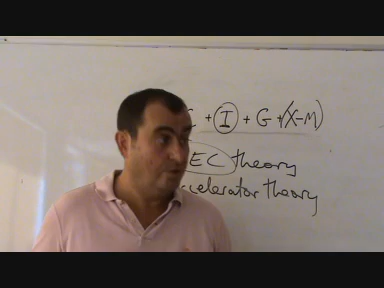 + I + G + (X-M)
EC theory
celerator theory